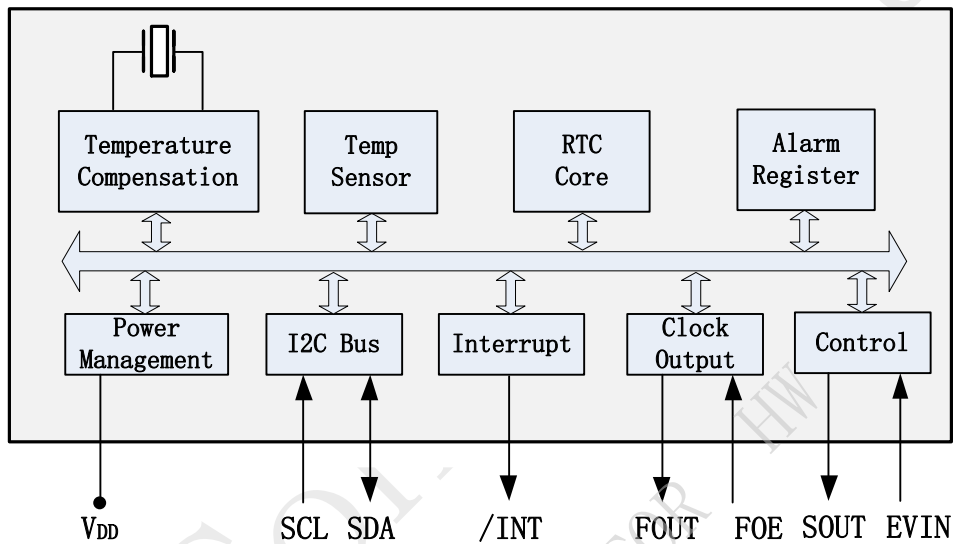 Temperature
Compensation
Temp
Sensor
RTC
Core
Alarm
Register
Power
Management
I2C Bus
Interrupt
Clock
Output
Control
VDD
SCL
SDA
/INT
FOUT
FOE
SOUT
EVIN
HW